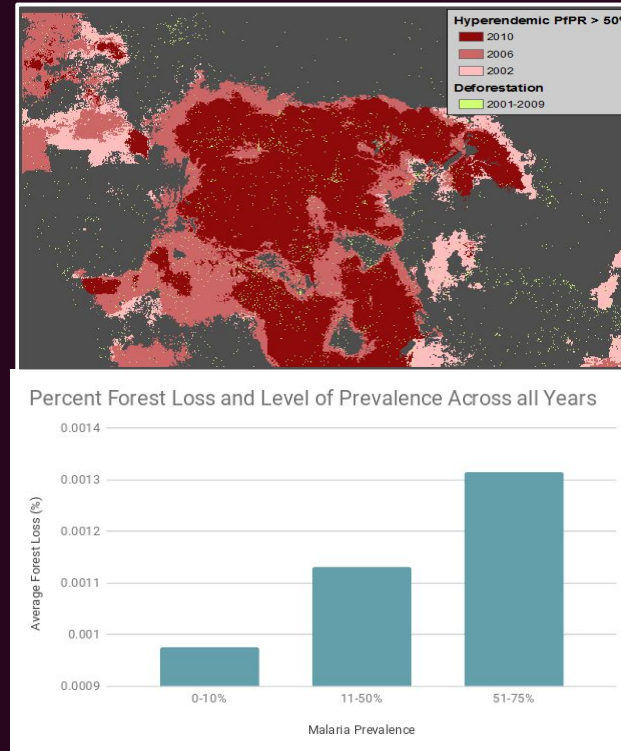 Hyperendemic PfPR > 50%
2010
2006
2002
Deforestation
2001-2009
Percent Forest Loss and Level of Prevalence Across all Years
0.0014
0.0013
0.0012
0.0011
0.001
0.0009
Average Forest Loss (%)
0-10%
11-50%
51-75%
Malaria Prevalence